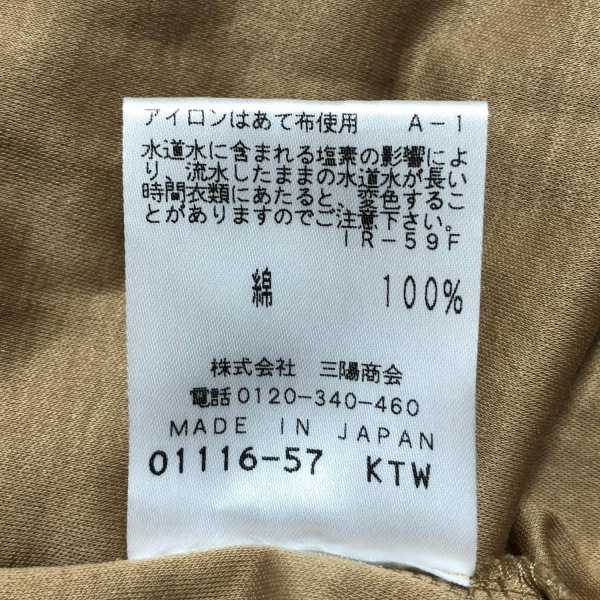 アイロンはあて布使用 A-1
水道水に含まれる塩素の影響によ
り、流水したままの水道水が長い
時間衣類にあたると、変色するこ
とがありますのでご注意下さい。
IR-59F
綿 100%
株式会社 三陽商会
電話0120-340-460
MADE IN JAPAN
01116-57 KTW